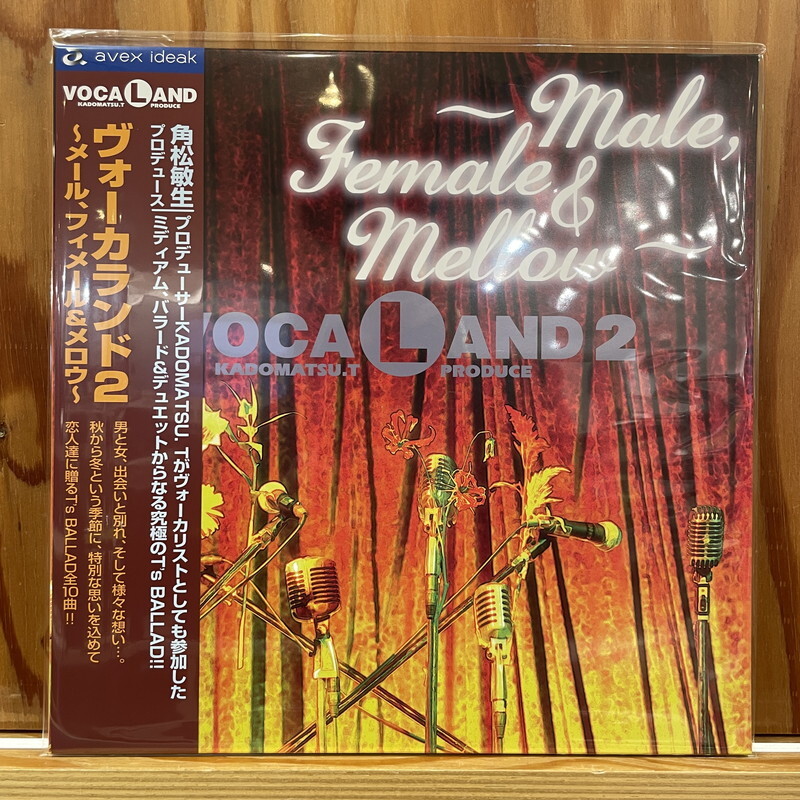 avex ideak
VOCALAND
KADOMATSU.T PRODUCE
ヴォーカランド2
～メール、フィメール&メロウ～
角松敏生
プロデュース
プロデューサーKADOMATSU. Tがヴォーカリストとしても参加した
ミディアム、バラード&デュエットからなる究極のT's BALLAD!!
男と女、出会いと別れ、そして様々な想い…。
秋から冬という季節に、特別な思いを込めて
恋人達に贈るT's BALLAD全10曲!!
～Male,
Female &
Mellow～
VOCALAND 2
KADOMATSU.T PRODUCE